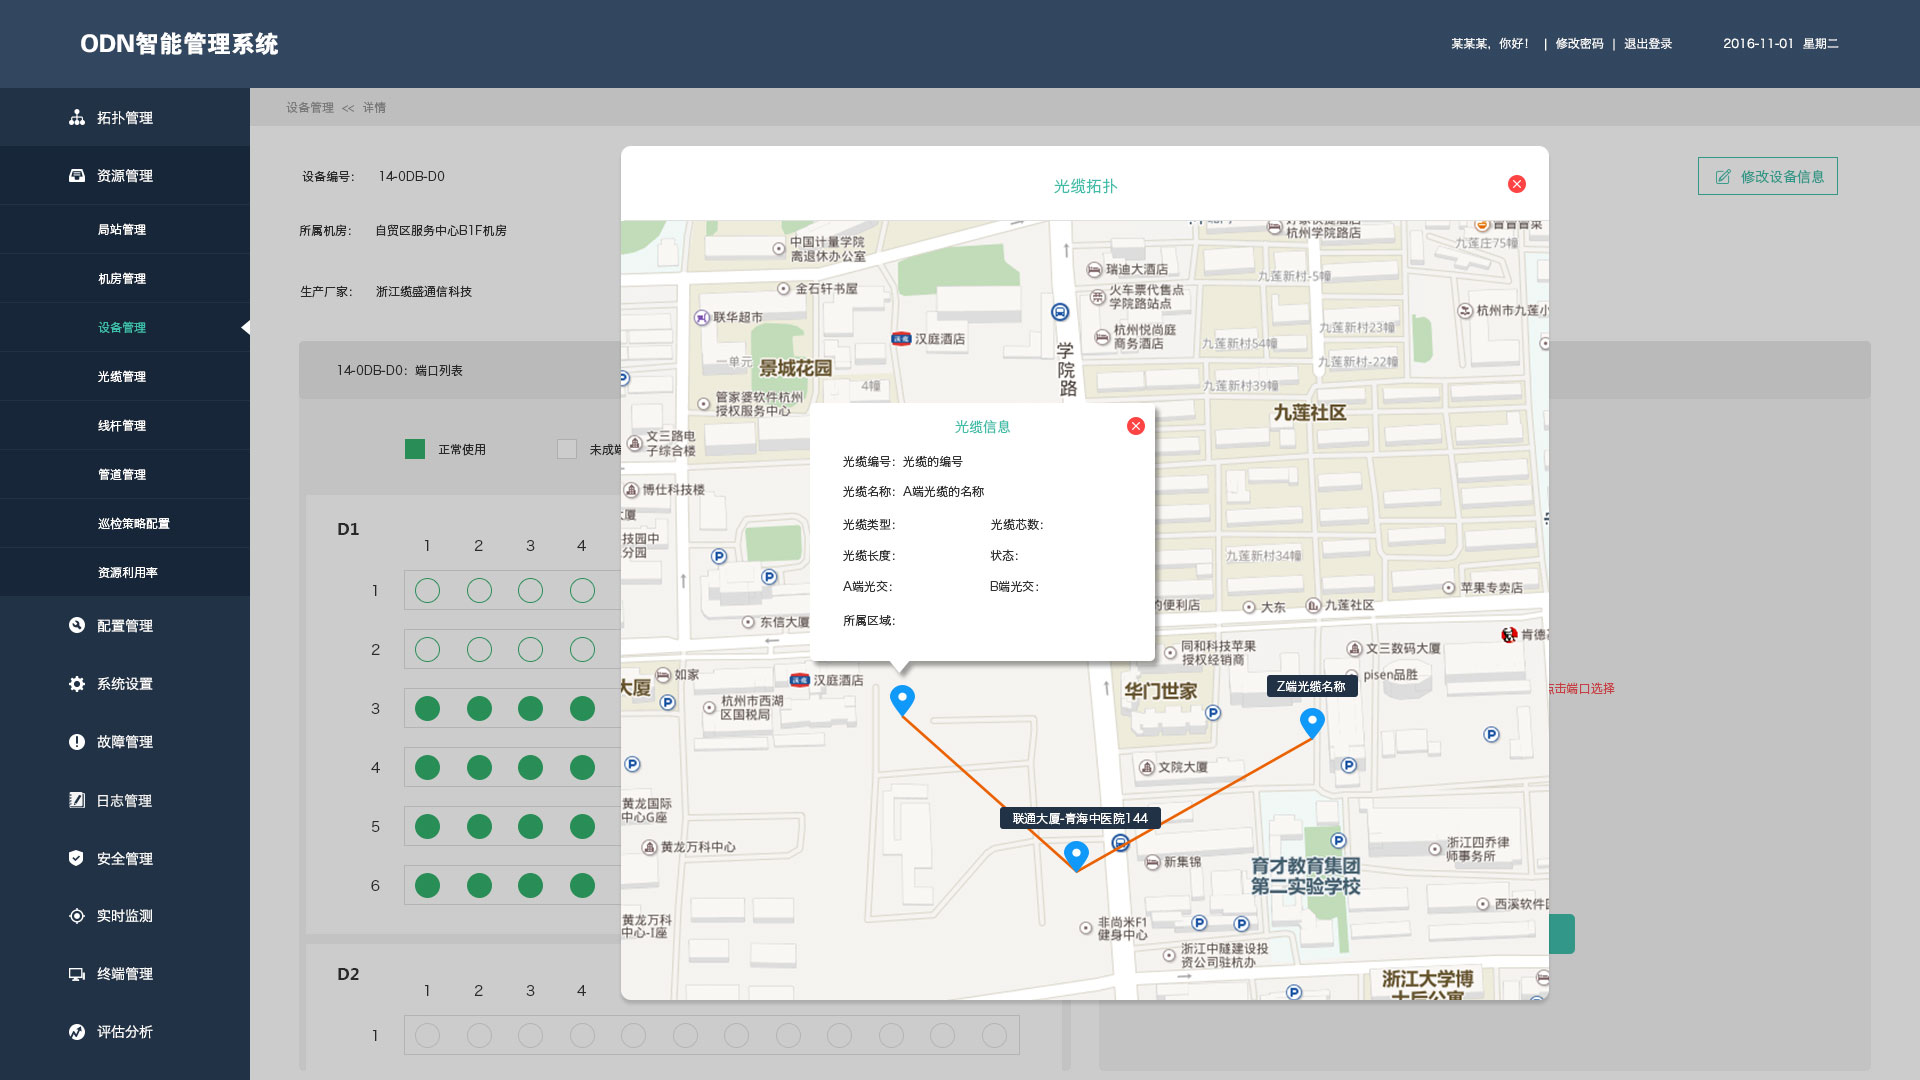 ODN智能管理系统
某某某，你好！ | 修改密码 | 退出登录 2016-11-01 星期二
拓扑管理
资源管理
局站管理
机房管理
设备管理
光缆管理
线杆管理
管道管理
巡检策略配置
资源利用率
配置管理
系统设置
故障管理
日志管理
安全管理
实时监测
终端管理
评估分析
设备管理 << 详情
设备编号： 14-0DB-D0
修改设备信息
所属机房： 自贸区服务中心B1F机房
生产厂家： 浙江缆盛通信科技
14-0DB-D0：端口列表
正常使用
未成端
D1
1 2 3 4
1
2
3
4
5
6
D2
1 2 3 4
1
点击端口选择
光缆拓扑
中国计量学院
离退休办公室
金石轩书屋
联华超市
汉庭酒店
一单元
景城花园
4幢
管家婆软件杭州
授权服务中心
文三路电
子综合楼
博仕科技楼
大厦
技园中
分园
东信大厦
学院路
杭州学院路店
瑞迪大酒店
火车票代售点
学院路站点
杭州悦尚庭
商务酒店
九莲庄75幢
九莲新村-5幢
杭州市九莲小
九莲新村23幢
九莲新村54幢
九莲新村-22幢
九莲新村39幢
九莲社区
九莲新村34幢
苹果专卖店
的便利店
大东
九莲社区
肯德
同和科技苹果
授权经销商
文三数码大厦
pisen品胜
华门世家
大厦
如家
汉庭酒店
杭州市西湖
区国税局
文院大厦
黄龙国际
中心G座
黄龙万科中心
黄龙万科
中心-I座
新集锦
育才教育集团
第二实验学校
浙江四乔律
师事务所
西溪软件园
非尚米F1
健身中心
浙江中隧建设投
资公司驻杭办
浙江大学博
士后公寓
光缆信息
光缆编号：光缆的编号
光缆名称：A端光缆的名称
光缆类型： 光缆芯数：
光缆长度： 状态：
A端光交： B端光交：
所属区域：
Z端光缆名称
联通大厦-青海中医院144